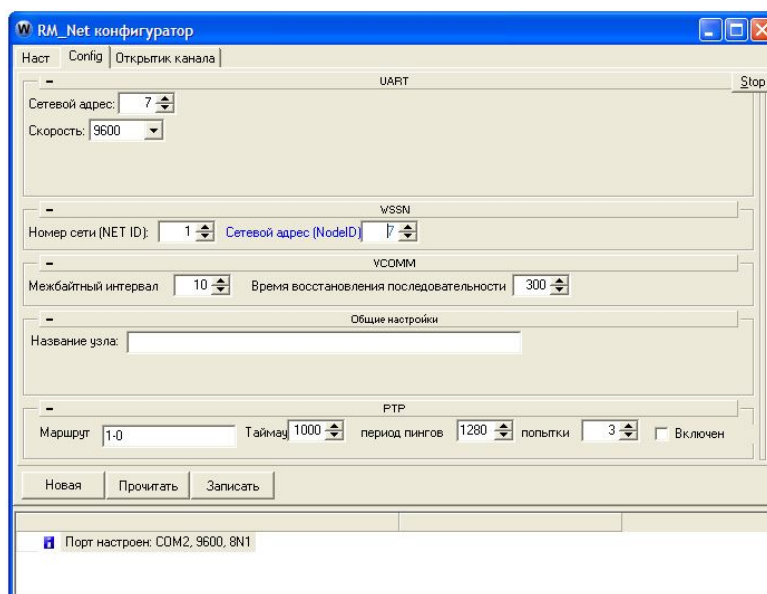 RM_Net конфигуратор
Наст Config Открытик канала
UART
Stop
Сетевой адрес: 7
Скорость: 9600
WSSN
Номер сети (NET ID): 1 Сетевой адрес (NodeID) 7
VCOMM
Межбайтный интервал 10 Время восстановления последовательности 300
Общие настройки
Название узла:
PTP
Маршрут 1-0 Таймау 1000 период пингов 1280 попытки 3 Включен
Новая Прочитать Записать
Порт настроен: COM2, 9600, 8N1